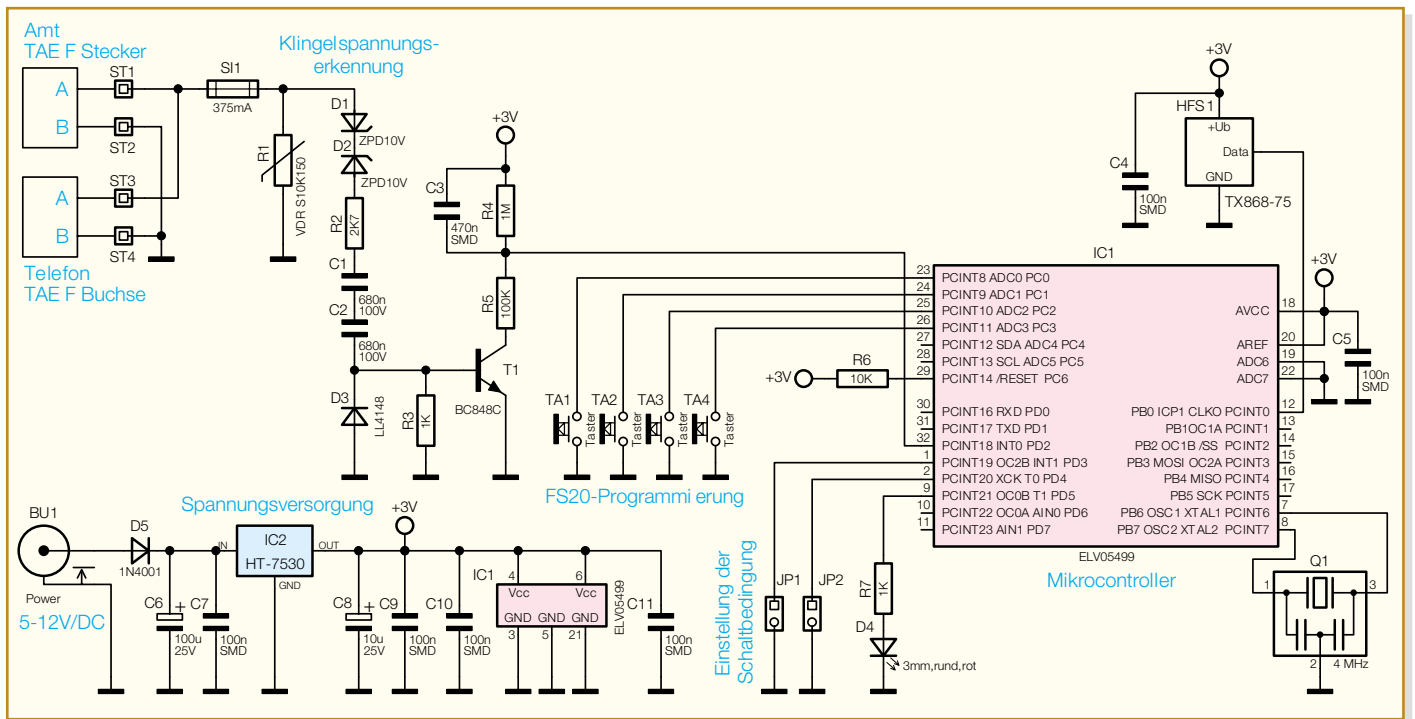 Amt
TAE F Stecker
A
B
ST1
ST2
Telefon
TAE F Buchse
A
B
ST3
ST4
SI1
375mA
R1
VDR S10K150
Klingelspannungs-
erkennung
D1
ZPD10V
D2
ZPD10V
R2
2K7
C1
680n
100V
C2
680n
100V
D3
LL4148
R3
1K
+3V
C3
470n
SMD
R4
1M
R5
100K
T1
BC848C
TA1
Taster
TA2
Taster
TA3
Taster
TA4
Taster
FS20-Programmi erung
+3V
R6
10K
+3V
HFS1
+Ub
Data
GND
TX868-75
C4
100n
SMD
IC1
23 PCINT8 ADC0 PC0
24 PCINT9 ADC1 PC1
25 PCINT10 ADC2 PC2
26 PCINT11 ADC3 PC3
27 PCINT12 SDA ADC4 PC4
28 PCINT13 SCL ADC5 PC5
29 PCINT14 /RESET PC6
30 PCINT16 RXD PD0
31 PCINT17 TXD PD1
32 PCINT18 INT0 PD2
1 PCINT19 OC2B INT1 PD3
2 PCINT20 XCK T0 PD4
9 PCINT21 OC0B T1 PD5
10 PCINT22 OC0A AIN0 PD6
11 PCINT23 AIN1 PD7
AVCC 18
AREF 20
ADC6 19
ADC7 22
PB0 ICP1 CLKO PCINT0 12
PB1OC1A PCINT1 13
PB2 OC1B /SS PCINT2 14
PB3 MOSI OC2A PCINT3 15
PB4 MISO PCINT4 16
PB5 SCK PCINT5 17
PB6 OSC1 XTAL1 PCINT6 7
PB7 OSC2 XTAL2 PCINT7 8
ELV05499
Mikrocontroller
+3V
C5
100n
SMD
Q1
1
3
2
4 MHz
Einstellung der
Schaltbedingung
JP1
JP2
R7
1K
D4
3mm,rund,rot
Spannungsversorgung
BU1
Power
5-12V/DC
D5
1N4001
C6
+
100u
25V
C7
100n
SMD
IN
IC2
HT-7530
OUT
GND
+3V
C8
+
10u
25V
C9
100n
SMD
C10
100n
SMD
IC1
4
6
Vcc
Vcc
GND
GND
GND
3
5
21
ELV05499
C11
100n
SMD